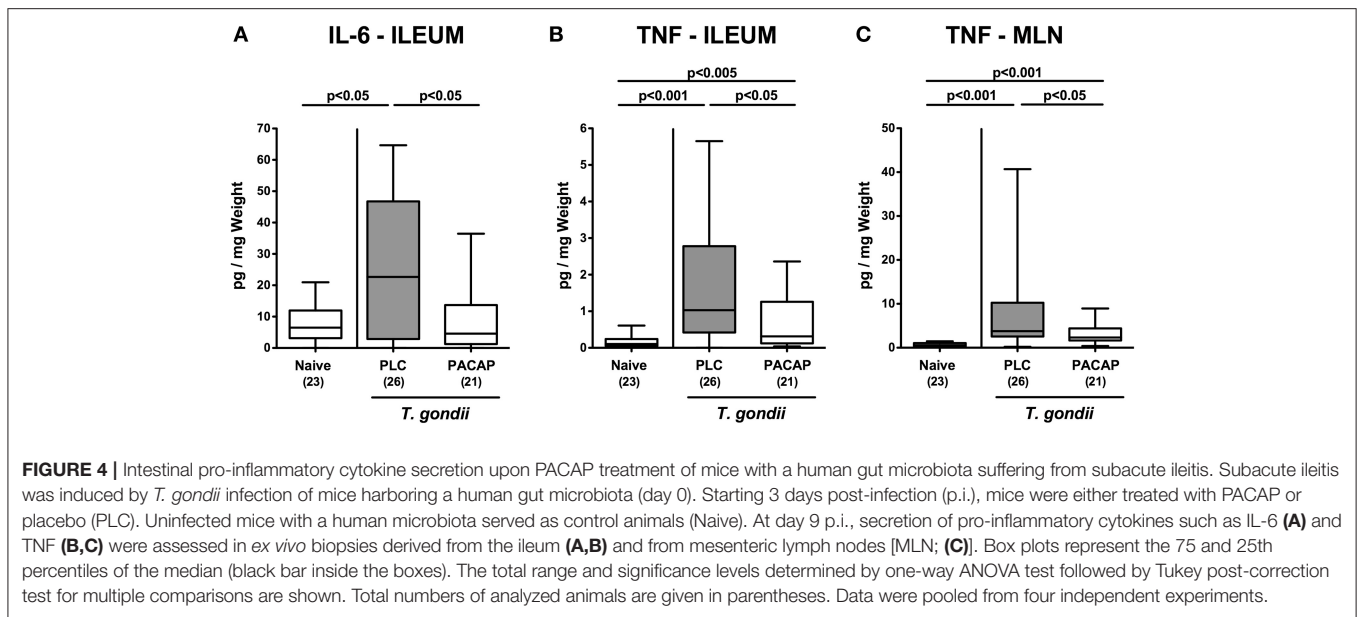 A IL-6 - ILEUM
p<0.05 p<0.05
pg / mg Weight
70
60
50
40
30
20
10
0
Naive PLC PACAP
(23) (26) (21)
T. gondii
B TNF - ILEUM
p<0.005
p<0.001 p<0.05
pg / mg Weight
6
5
4
3
2
1
0
Naive PLC PACAP
(23) (26) (21)
T. gondii
C TNF - MLN
p<0.001
p<0.001 p<0.05
pg / mg Weight
50
40
30
20
10
0
Naive PLC PACAP
(23) (26) (21)
T. gondii
FIGURE 4 | Intestinal pro-inflammatory cytokine secretion upon PACAP treatment of mice with a human gut microbiota suffering from subacute ileitis. Subacute ileitis
was induced by T. gondii infection of mice harboring a human gut microbiota (day 0). Starting 3 days post-infection (p.i.), mice were either treated with PACAP or
placebo (PLC). Uninfected mice with a human microbiota served as control animals (Naive). At day 9 p.i., secretion of pro-inflammatory cytokines such as IL-6 (A) and
TNF (B,C) were assessed in ex vivo biopsies derived from the ileum (A,B) and from mesenteric lymph nodes [MLN; (C)]. Box plots represent the 75 and 25th
percentiles of the median (black bar inside the boxes). The total range and significance levels determined by one-way ANOVA test followed by Tukey post-correction
test for multiple comparisons are shown. Total numbers of analyzed animals are given in parentheses. Data were pooled from four independent experiments.